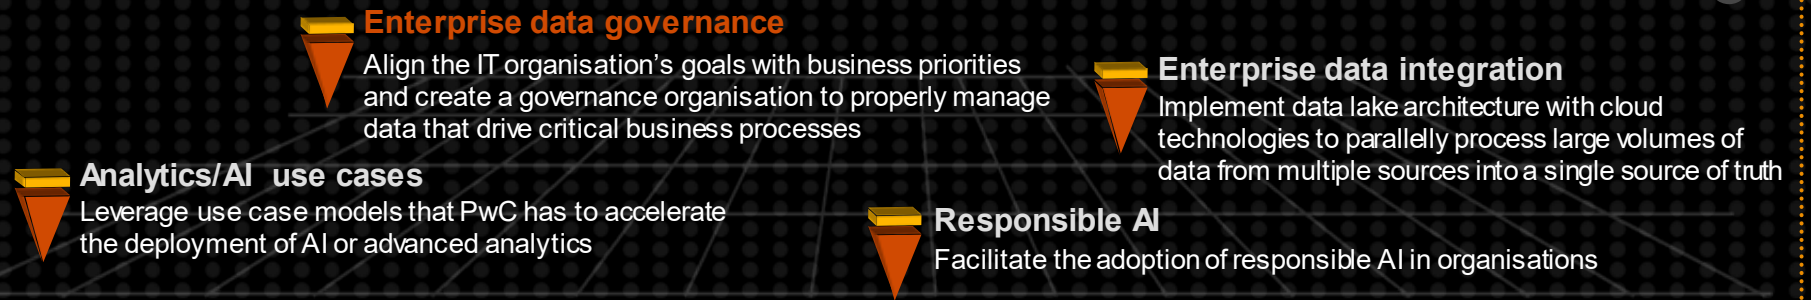 Enterprise data governance
Align the IT organisation's goals with business priorities
and create a governance organisation to properly manage
data that drive critical business processes
Enterprise data integration
Implement data lake architecture with cloud
technologies to parallelly process large volumes of
data from multiple sources into a single source of truth
Analytics/AI use cases
Leverage use case models that PwC has to accelerate
the deployment of AI or advanced analytics
Responsible AI
Facilitate the adoption of responsible AI in organisations